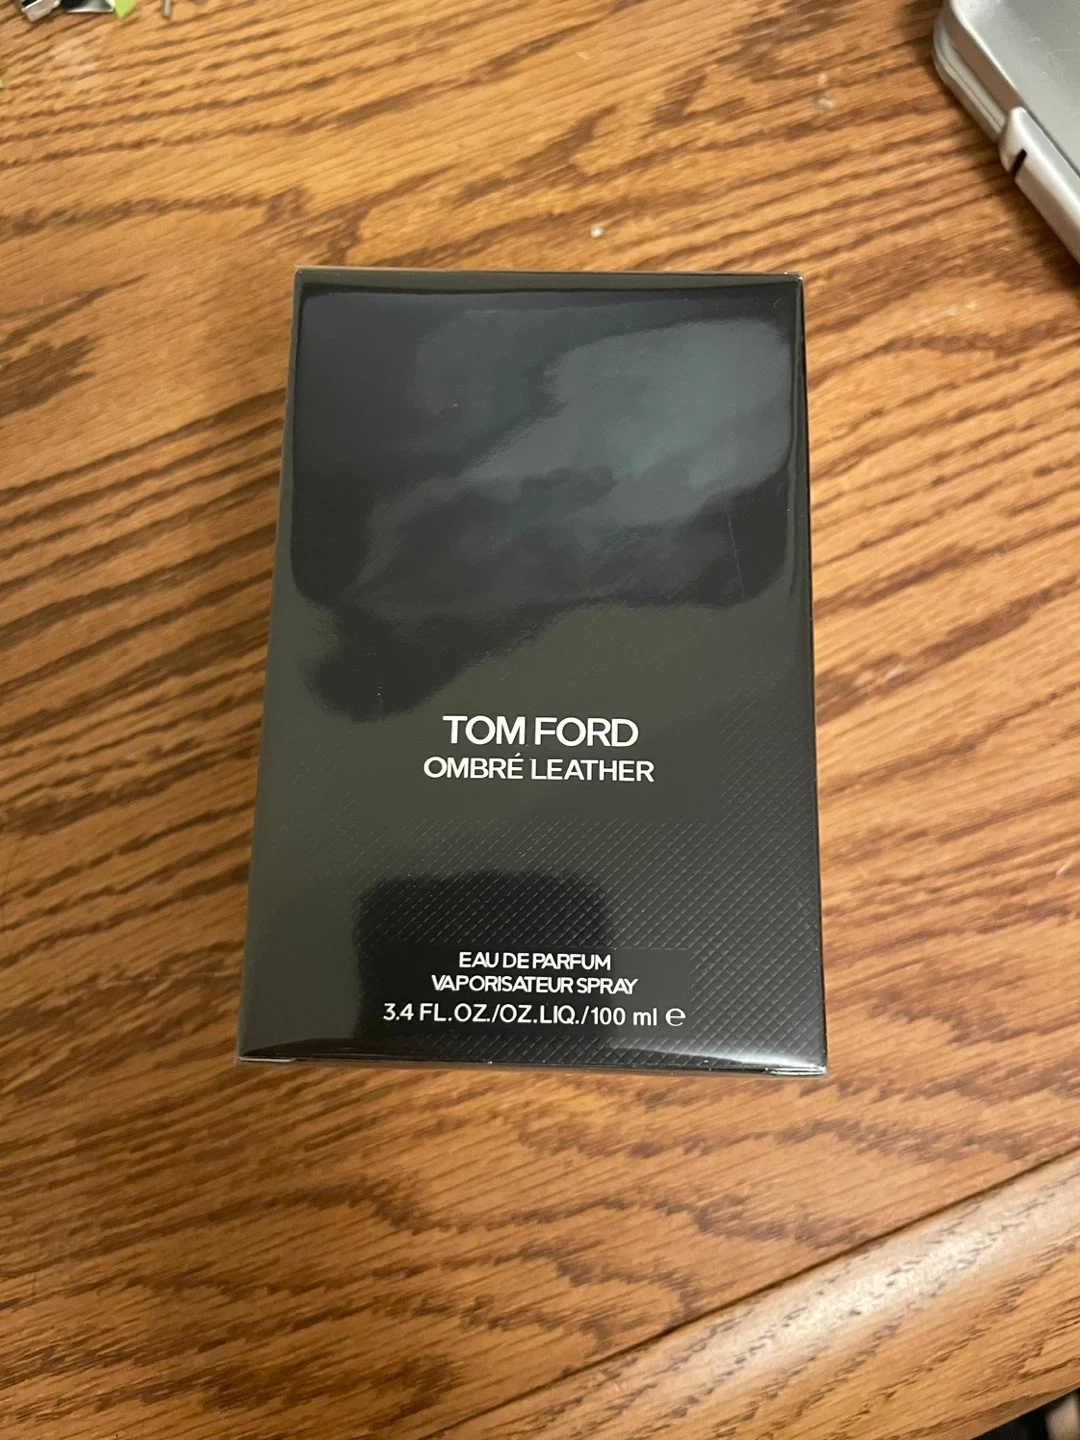 TOM FORD
OMBRÉ LEATHER
EAU DE PARFUM
VAPORISATEUR SPRAY
3.4 FL.OZ./OZ.LIQ./100 ml ℮